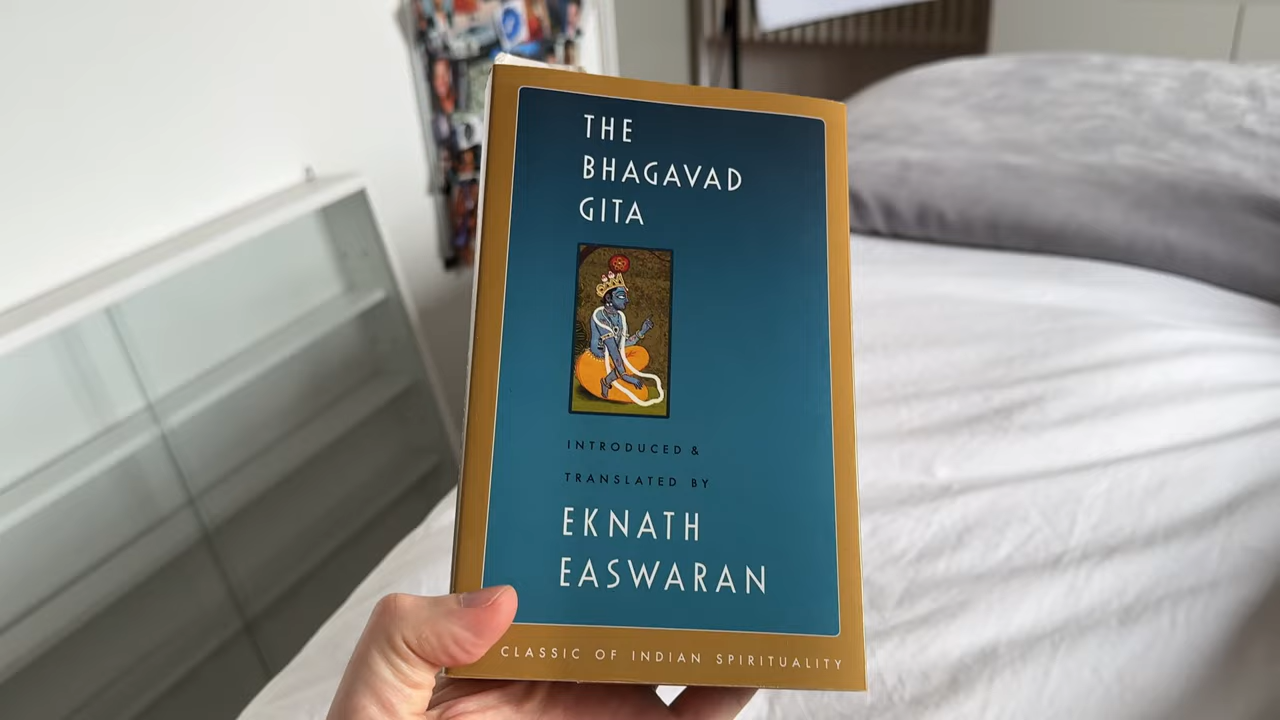 THE
BHAGAVAD
GITA
INTRODUCED &
TRANSLATED BY
EKNATH
EASWARAN
CLASSIC OF INDIAN SPIRITUALITY